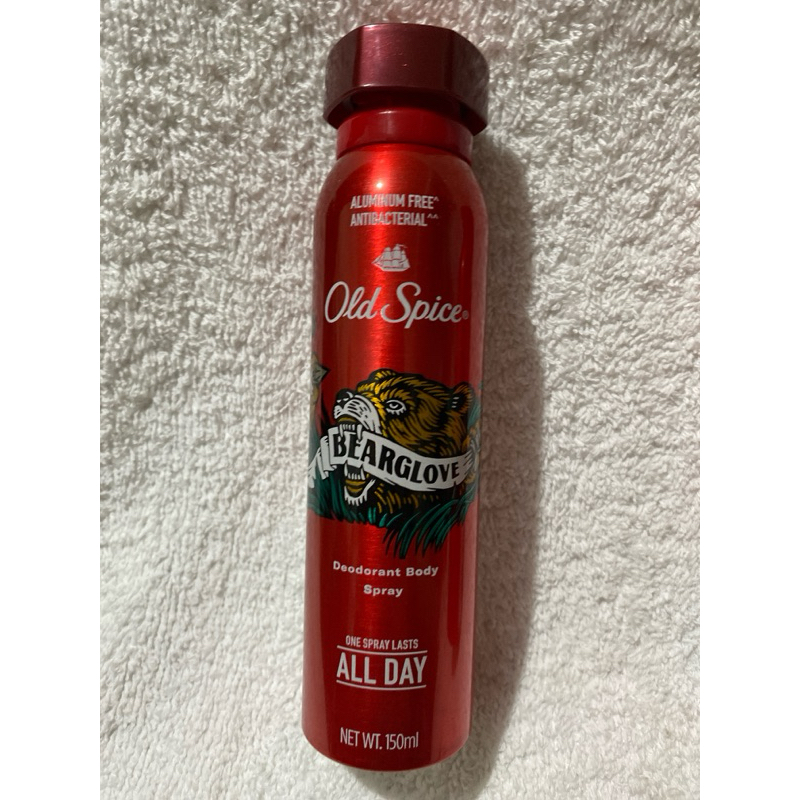 ALUMINUM FREE^
ANTIBACTERIAL^^
Old Spice®
BEARGLOVE
Deodorant Body
Spray
ONE SPRAY LASTS
ALL DAY
NET WT. 150ml